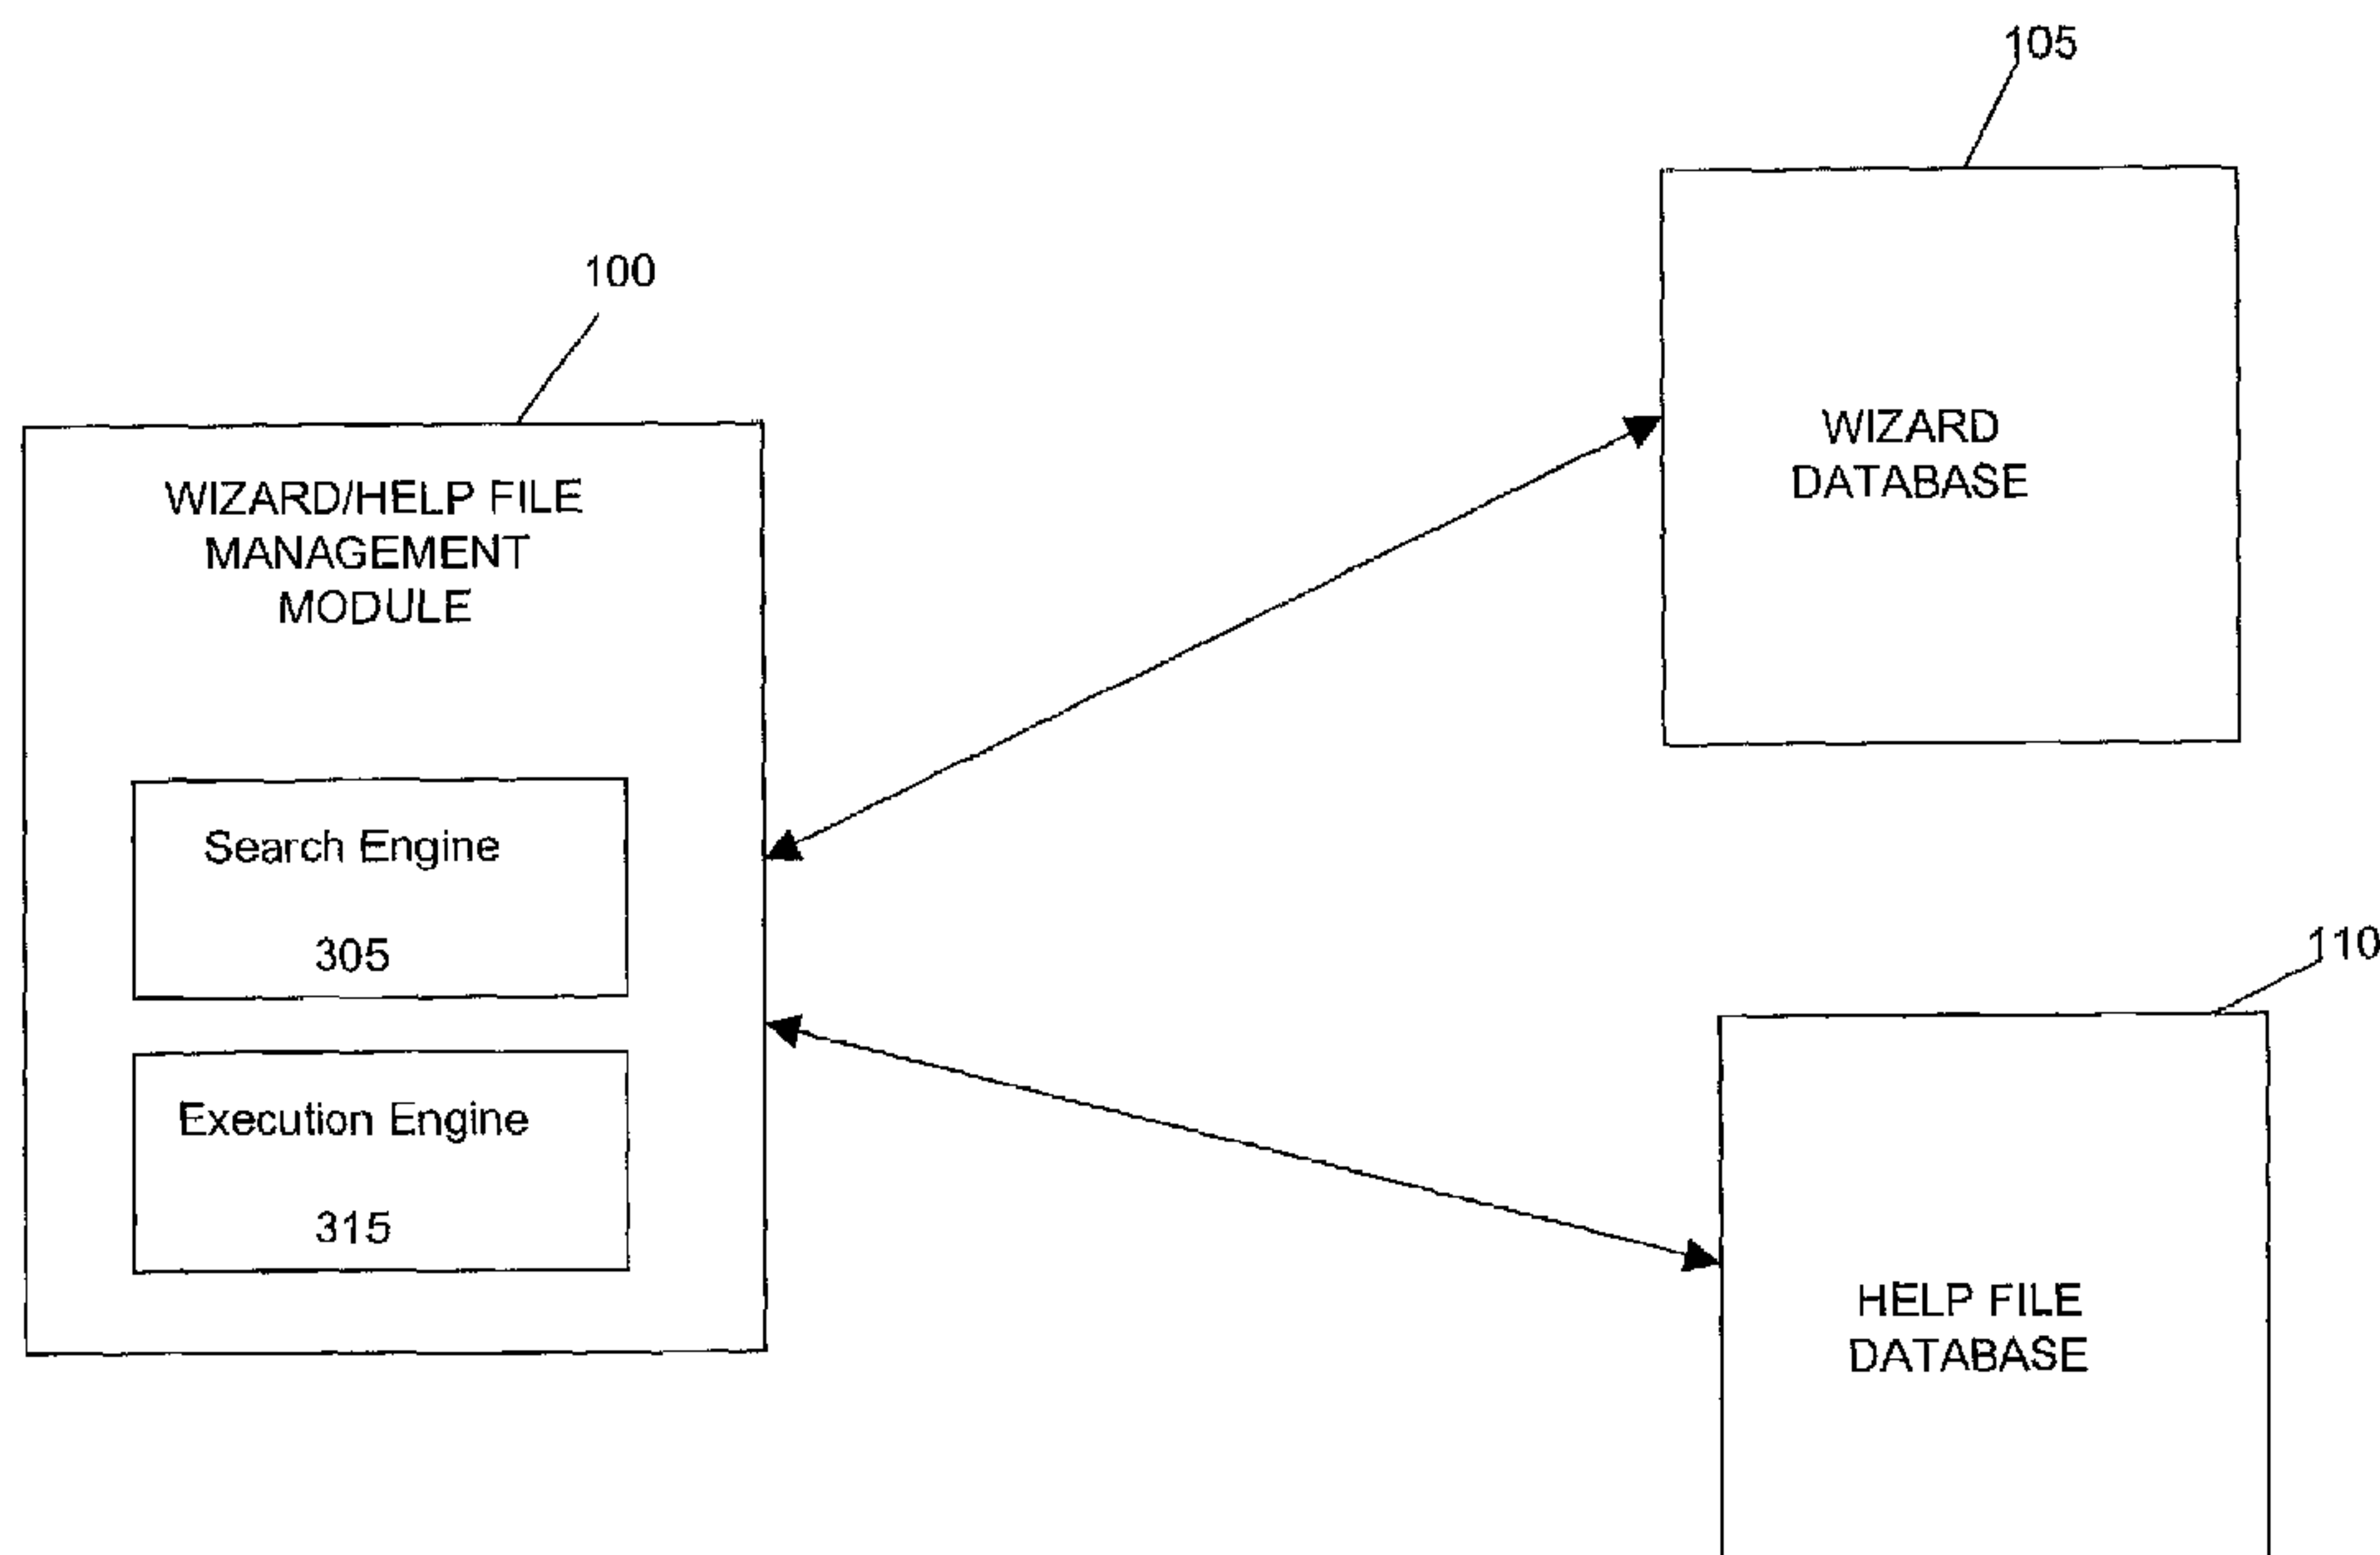 105
100
WIZARD/HELP FILE
MANAGEMENT
MODULE
Search Engine
305
Execution Engine
315
WIZARD
DATABASE
110
HELP FILE
DATABASE